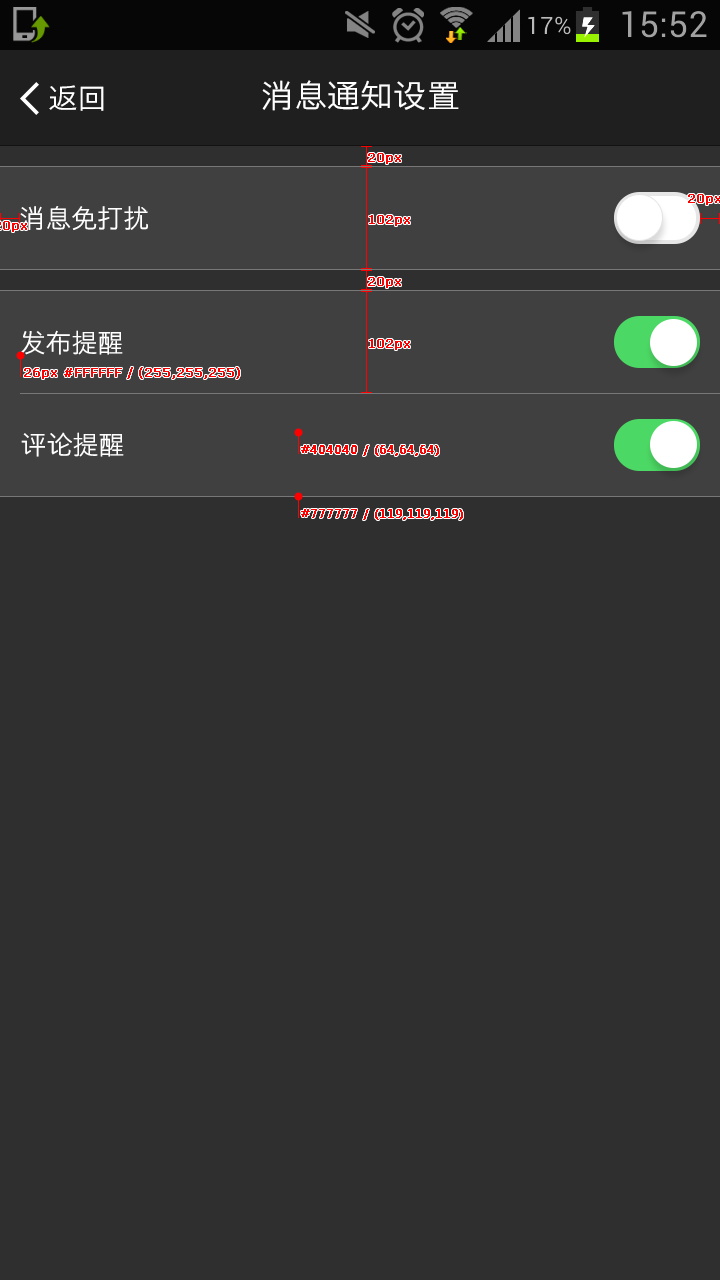 17% 15:52
返回 消息通知设置
20px
102px
20px
20px
消息免打扰
20px
102px
发布提醒
26px #FFFFFF / (255,255,255)
评论提醒
#404040 / (64,64,64)
#777777 / (119,119,119)